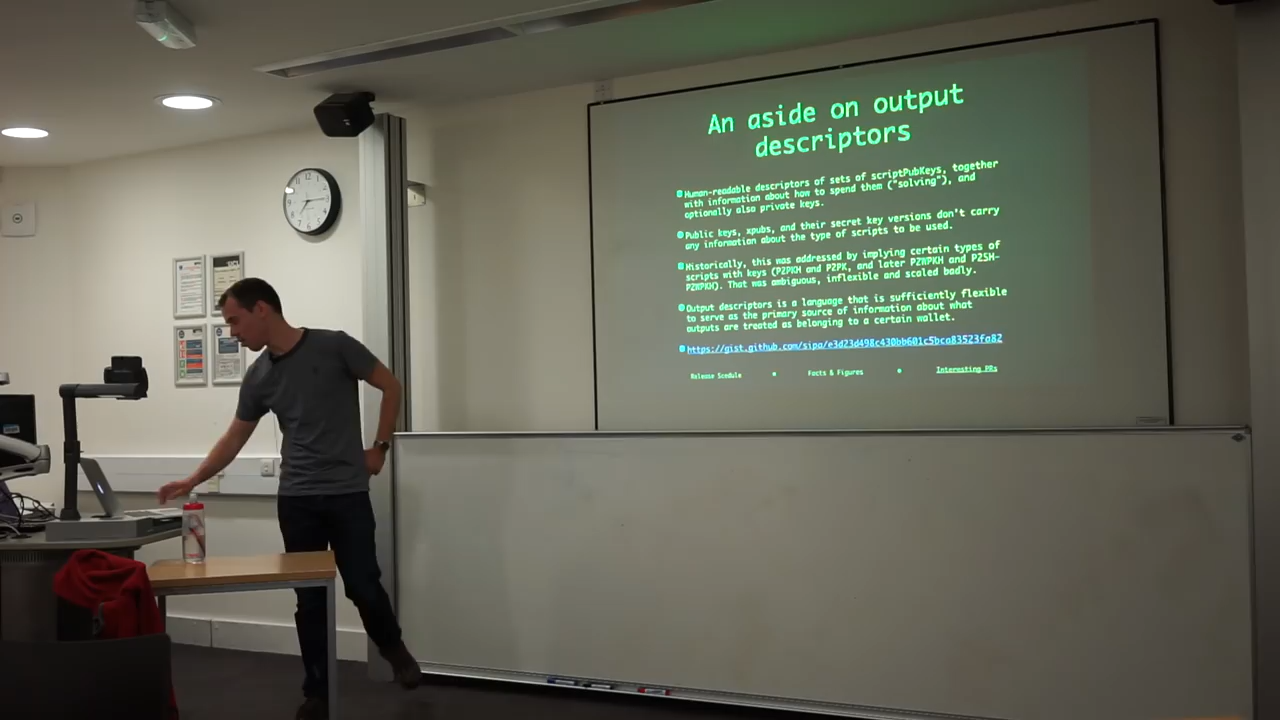 An aside on output
descriptors
Human-readable descriptors of sets of scriptPubKeys, together
with information about how to spend them ("solving"), and
optionally also private keys.
Public keys, xpubs, and their secret key versions don't carry
any information about the type of scripts to be used.
Historically, this was addressed by implying certain types of
scripts with keys (P2PKH and P2PK, and later P2WPKH and P2SH-
P2WPKH). That was ambiguous, inflexible and scaled badly.
Output descriptors is a language that is sufficiently flexible
to serve as the primary source of information about what
outputs are treated as belonging to a certain wallet.
https://gist.github.com/sipa/e3d23d498c430bb601c5bca83523fa82
Release Scedule • Facts & Figures • Interesting PRs